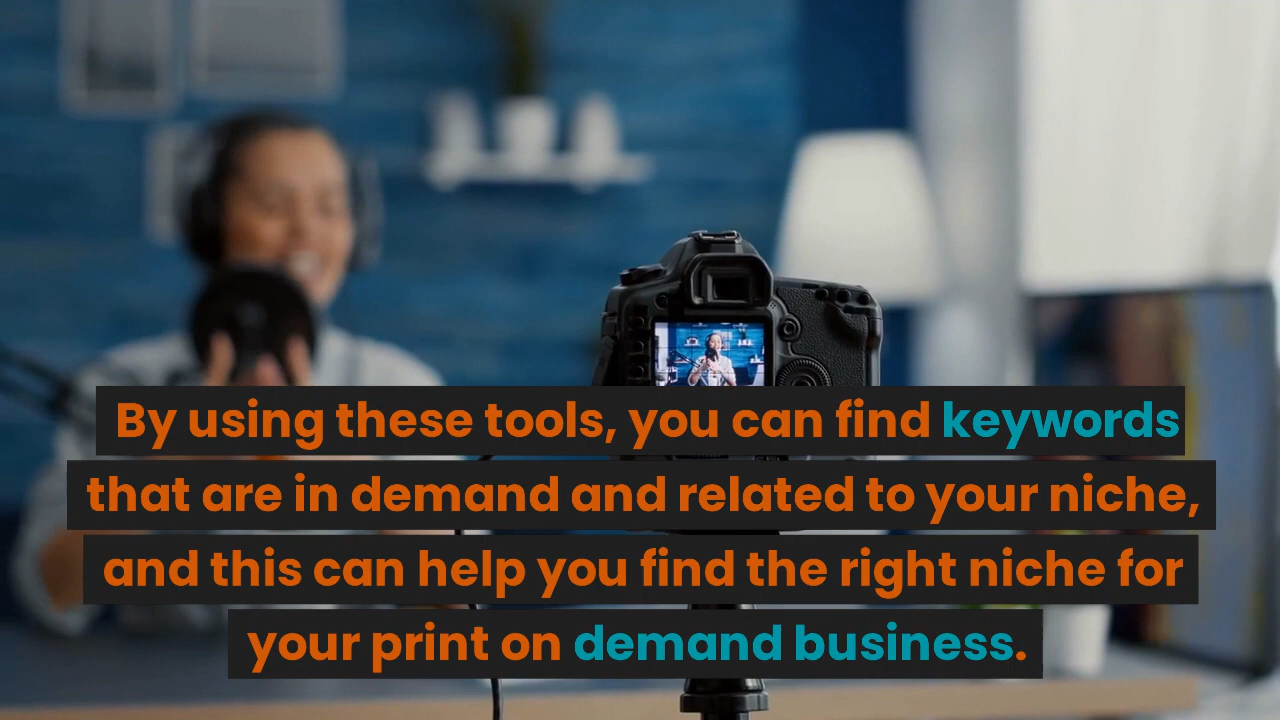 By using these tools, you can find keywords
that are in demand and related to your niche,
and this can help you find the right niche for
your print on demand business.